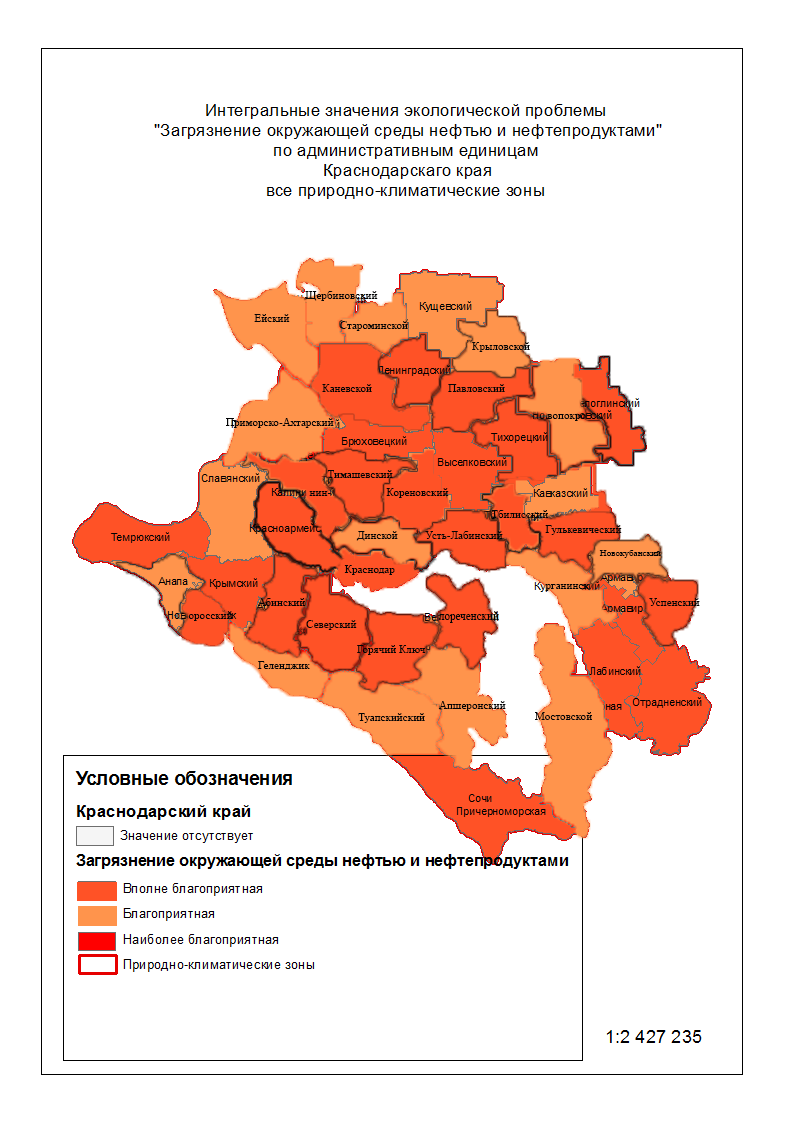 Интегральные значения экологической проблемы
"Загрязнение окружающей среды нефтью и нефтепродуктами"
по административным единицам
Краснодарскаго края
все природно-климатические зоны
Щербиновский
Ейский
Кущевский
Староминской
Крыловской
Ленинградский
Каневской
Павловский
Приморско-Ахтарский
Брюховецкий
Тихорецкий
Выселковский
Славянский
Тимашевский
Кореновский
Кавказский
Тбилисский
Темрюкский
Динской
Усть-Лабинский
Гулькевический
Новокубанский
Краснодар
Анапа
Крымский
Курганинский
Армавир
Абинский
Успенский
Армавир
Северский
Горячий Ключ
Геленджик
Лабинский
Отрадненский
ная
Апшеронский
Туапскийский
Мостовской
Сочи
Причерноморская
Условные обозначения
Краснодарский край
Значение отсутствует
Загрязнение окружающей среды нефтью и нефтепродуктами
Вполне благоприятная
Благоприятная
Наиболее благоприятная
Природно-климатические зоны
1:2 427 235